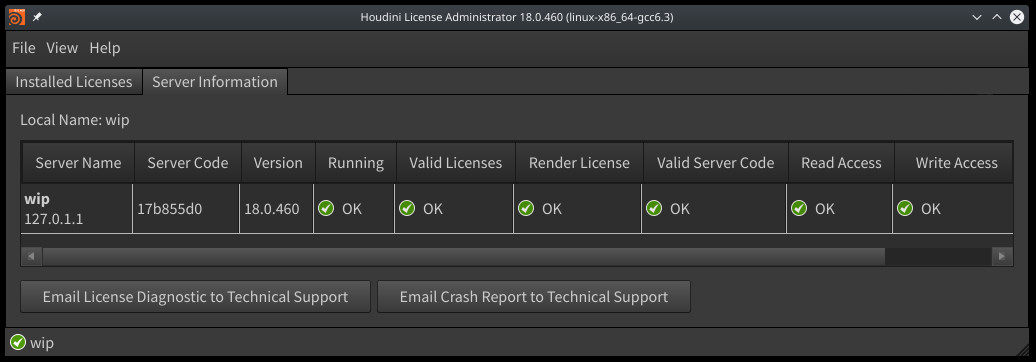 Houdini License Administrator 18.0.460 (linux-x86_64-gcc6.3)
File View Help
Installed Licenses Server Information
Local Name: wip
Server Name Server Code Version Running Valid Licenses Render License Valid Server Code Read Access Write Access
wip
127.0.1.1 17b855d0 18.0.460 OK OK OK OK OK OK
Email License Diagnostic to Technical Support Email Crash Report to Technical Support
wip